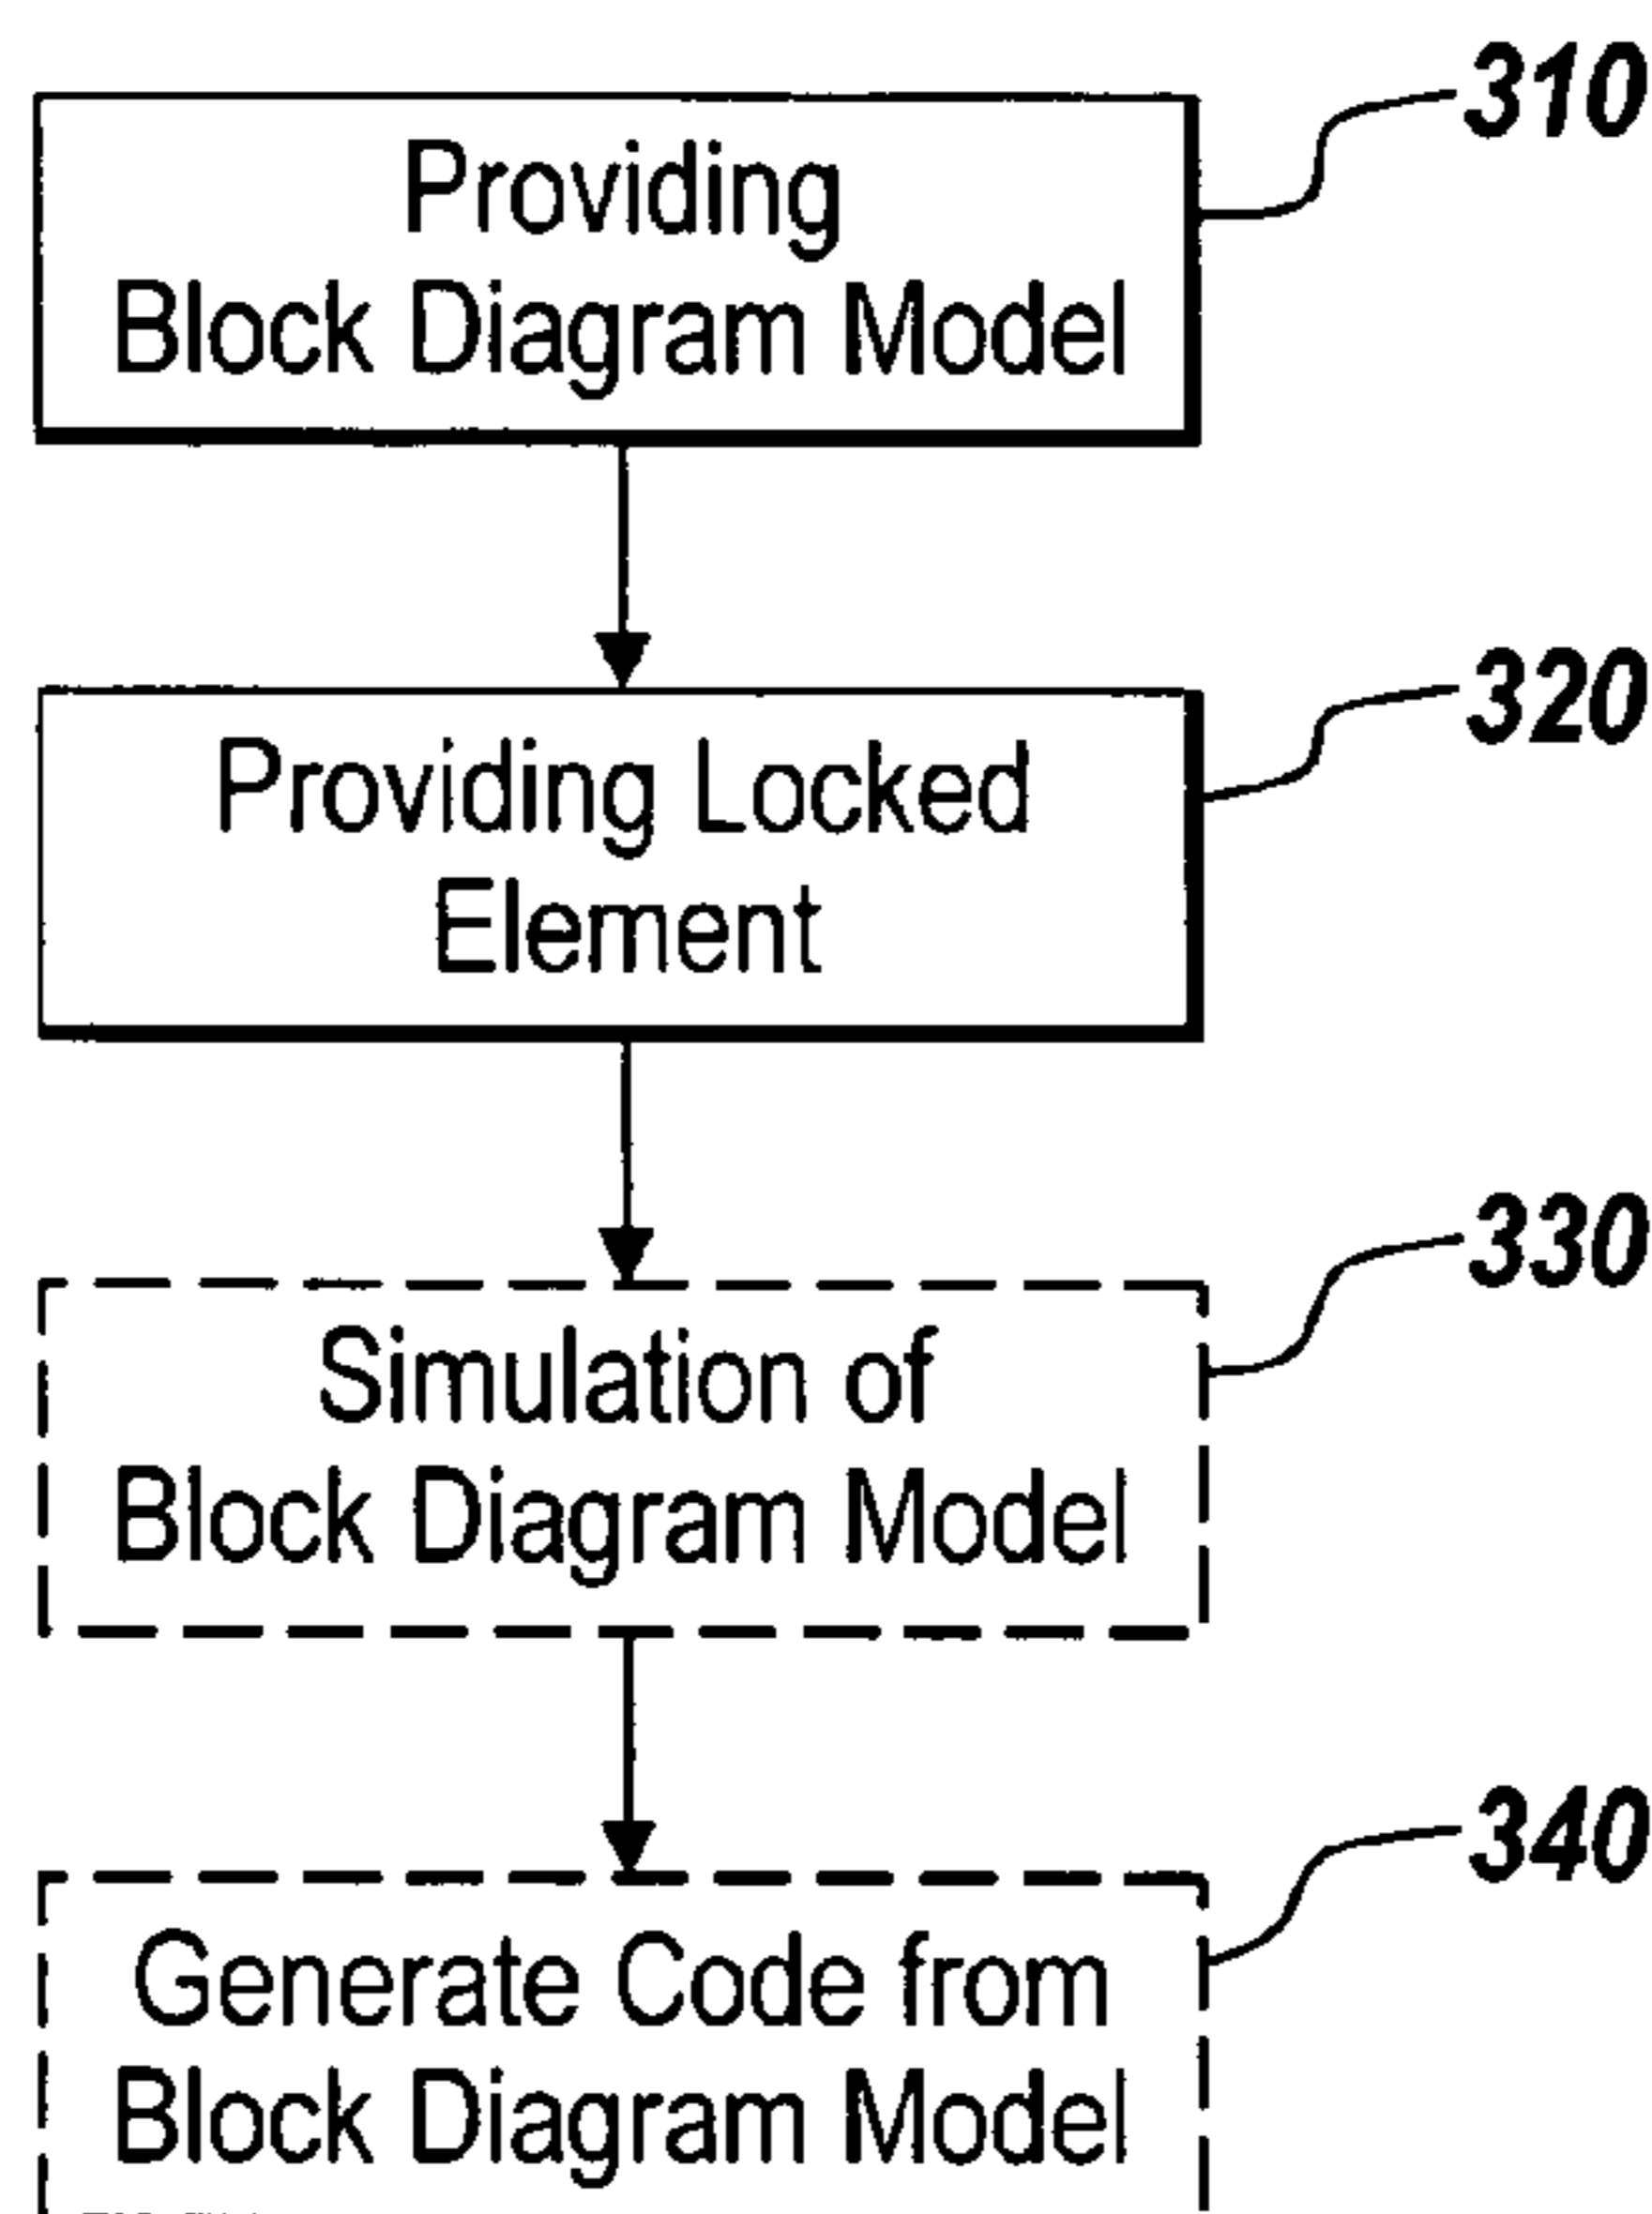 310
Providing
Block Diagram Model
320
Providing Locked
Element
330
Simulation of
Block Diagram Model
340
Generate Code from
Block Diagram Model